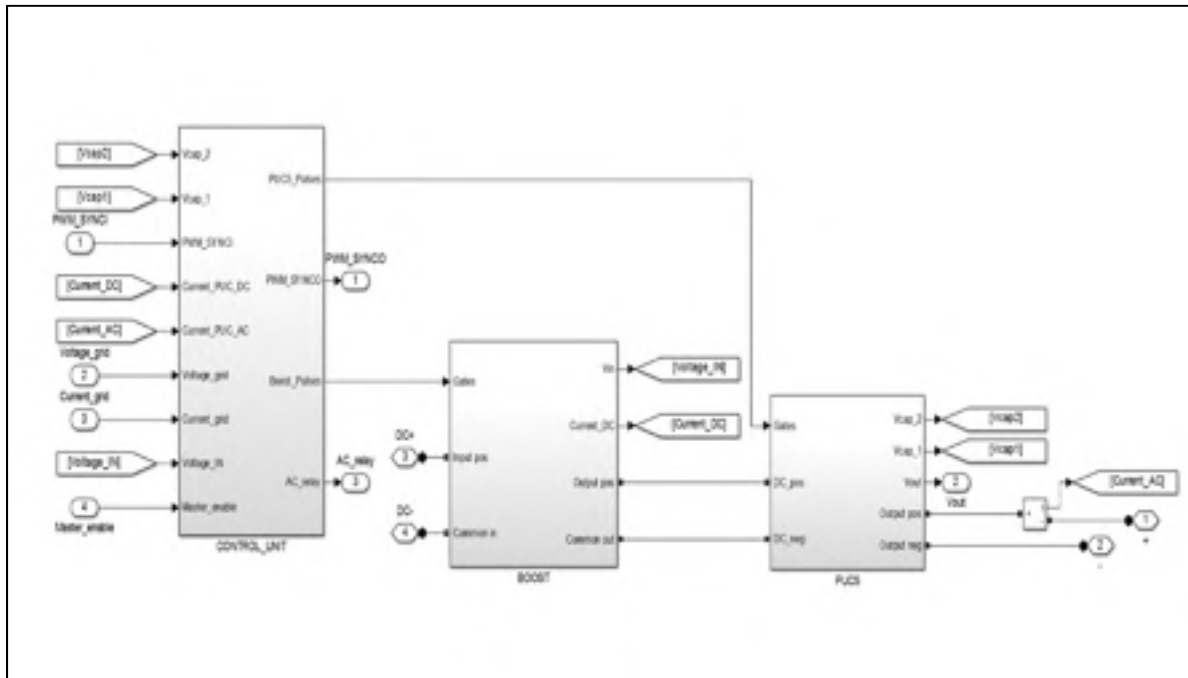 [Vcap2]
Vcap_2
[Vcap1]
Vcap_1
PWM_SYNCI
1
PWM_SYNCI
[Current_DC]
Current_PUC_DC
[Current_AC]
Current_PUC_AC
Voltage_grid
2
Voltage_grid
Current_grid
3
Current_grid
[Voltage_IN]
Voltage_IN
4
Master_enable
Master_enable
PUC5_Pulses
PWM_SYNCO
PWM_SYNCO
1
Boost_Pulses
AC_relay
AC_relay
3
CONTROL_UNIT
Gates
Vin
[Voltage_IN]
Current_DC
[Current_DC]
DC+
3
Input pos
Output pos
DC-
4
Common in
Common out
BOOST
Gates
Vcap_2
[Vcap2]
Vcap_1
[Vcap1]
DC_pos
Vout
2
Vout
Output pos
[Current_AC]
1
+
DC_neg
Output neg
2
-
PUC5